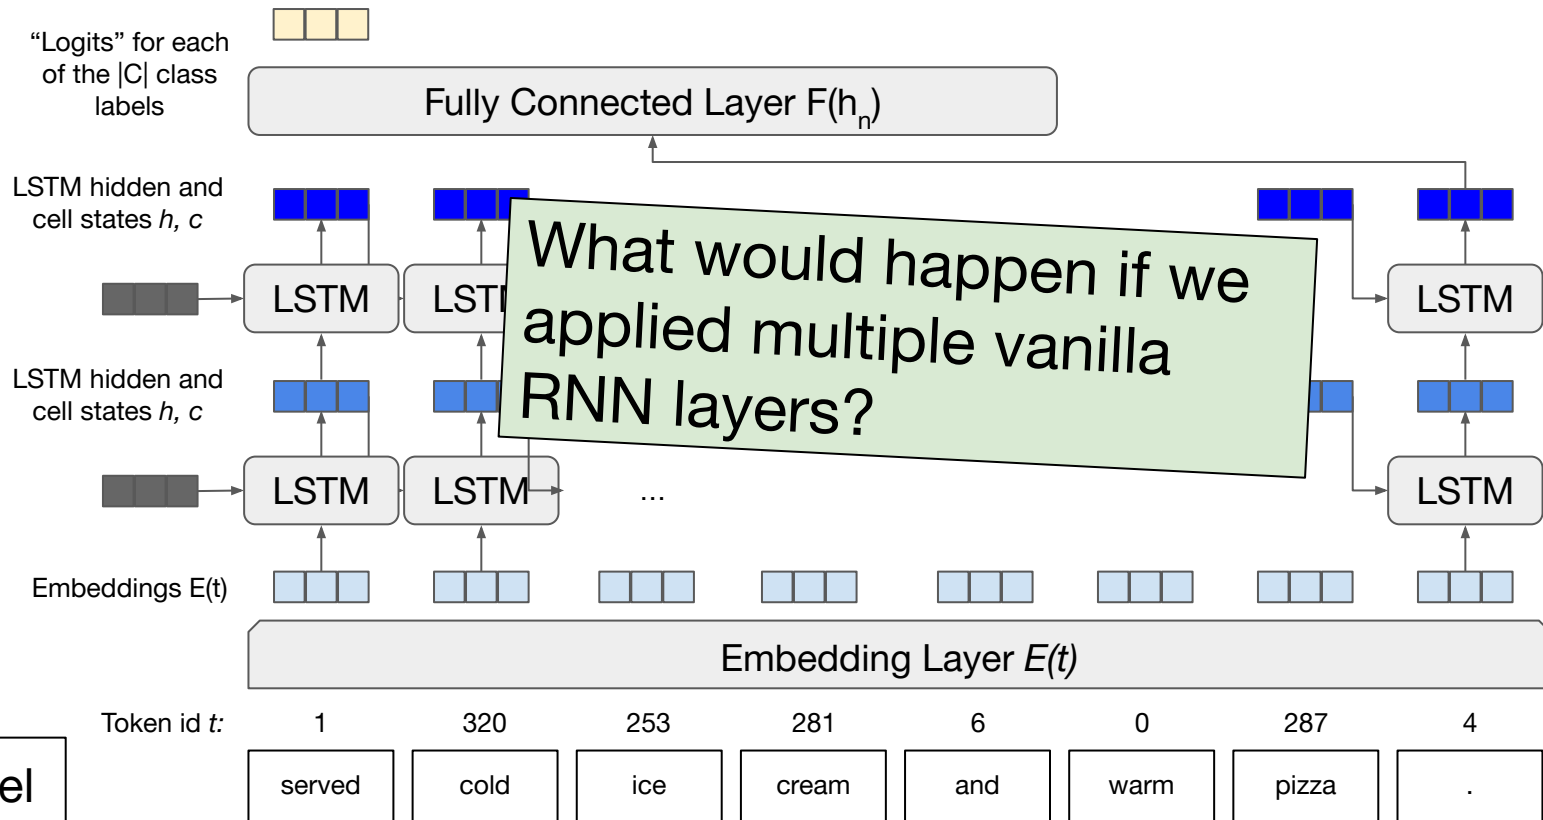 “Logits” for each
of the |C| class
labels
Fully Connected Layer F(hn)
LSTM hidden and
cell states h, c
What would happen if we
applied multiple vanilla
RNN layers?
LSTM
LSTM
LSTM
LSTM hidden and
cell states h, c
LSTM
LSTM
...
LSTM
Embeddings E(t)
Embedding Layer E(t)
Token id t: 1 320 253 281 6 0 287 4
served cold ice cream and warm pizza .
el